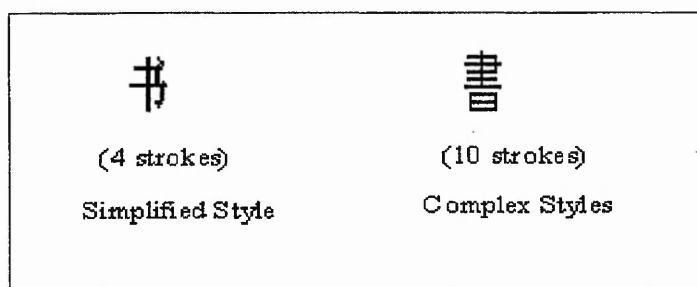 书 書
(4 strokes) (10 strokes)
Simplified Style Complex Styles